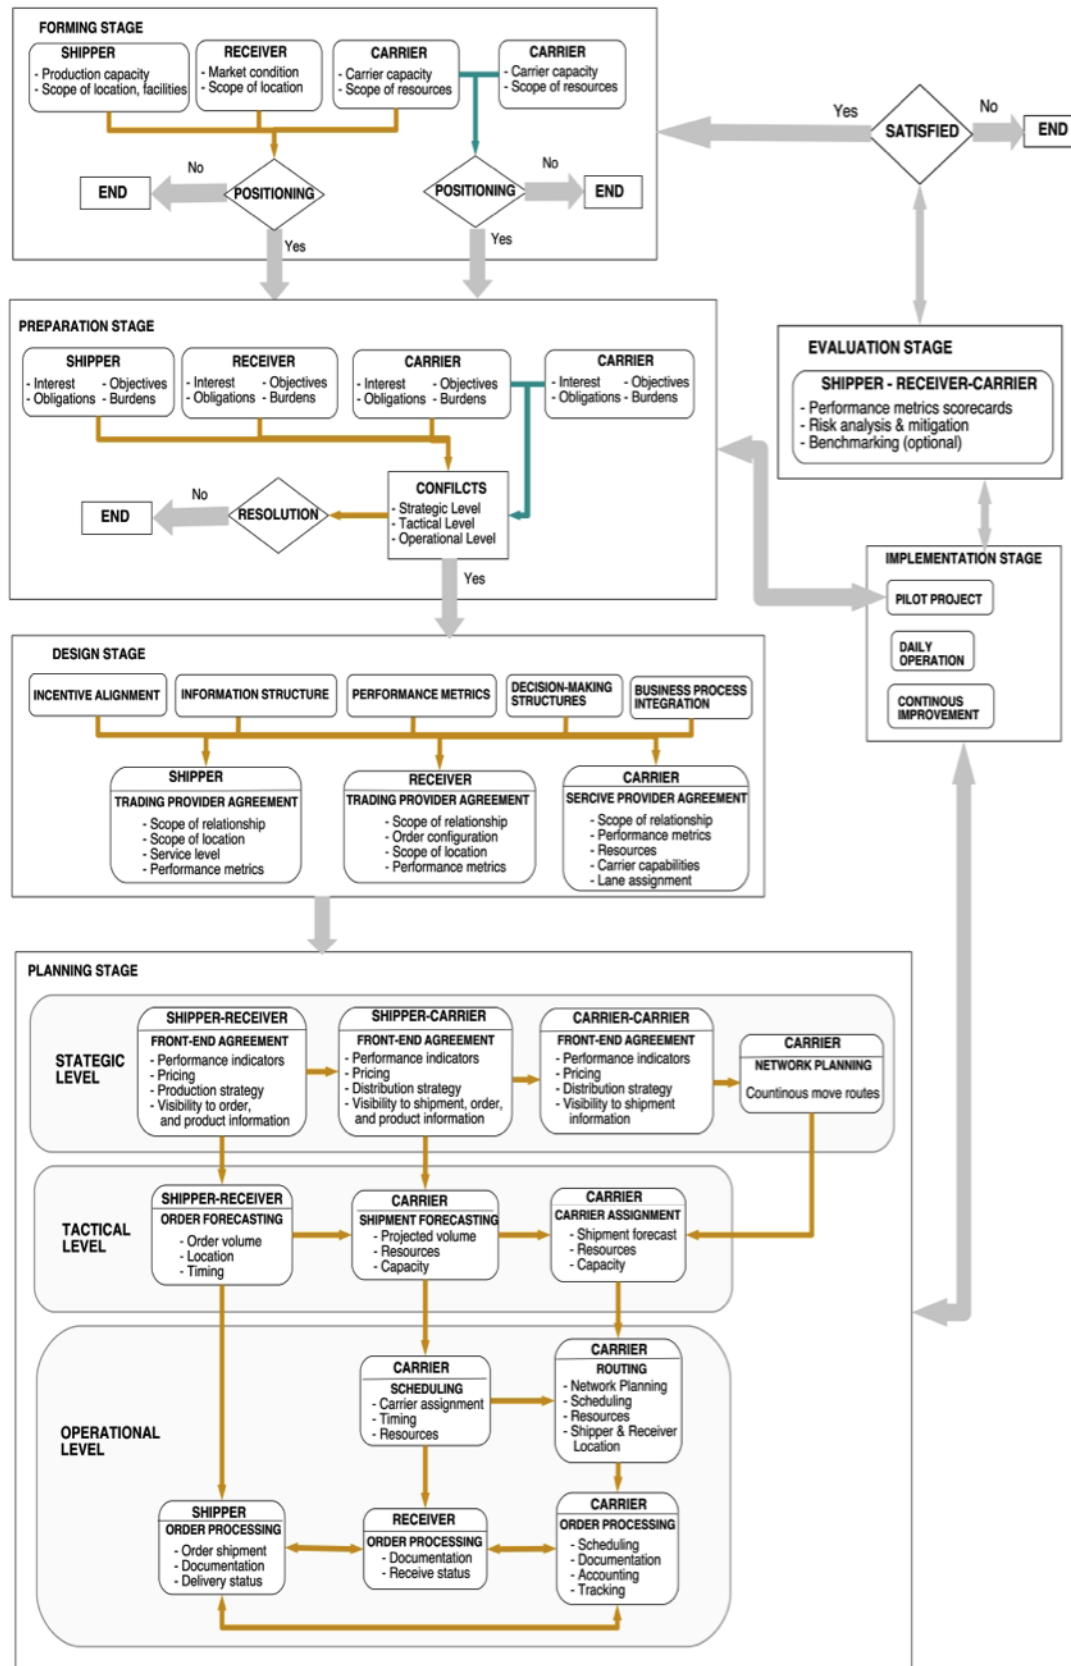 FORMING STAGE
SHIPPER
- Production capacity
- Scope of location, facilities
RECEIVER
- Market condition
- Scope of location
CARRIER
- Carrier capacity
- Scope of resources
CARRIER
- Carrier capacity
- Scope of resources
POSITIONING
No
END
Yes
POSITIONING
No
END
Yes
SATISFIED
Yes
No
END
PREPARATION STAGE
SHIPPER
- Interest - Objectives
- Obligations - Burdens
RECEIVER
- Interest - Objectives
- Obligations - Burdens
CARRIER
- Interest - Objectives
- Obligations - Burdens
CARRIER
- Interest - Objectives
- Obligations - Burdens
CONFILCTS
- Strategic Level
- Tactical Level
- Operational Level
RESOLUTION
No
END
Yes
EVALUATION STAGE
SHIPPER - RECEIVER-CARRIER
- Performance metrics scorecards
- Risk analysis & mitigation
- Benchmarking (optional)
IMPLEMENTATION STAGE
PILOT PROJECT
DAILY
OPERATION
CONTINOUS
IMPROVEMENT
DESIGN STAGE
INCENTIVE ALIGNMENT
INFORMATION STRUCTURE
PERFORMANCE METRICS
DECISION-MAKING
STRUCTURES
BUSINESS PROCESS
INTEGRATION
SHIPPER
TRADING PROVIDER AGREEMENT
- Scope of relationship
- Scope of location
- Service level
- Performance metrics
RECEIVER
TRADING PROVIDER AGREEMENT
- Scope of relationship
- Order configuration
- Scope of location
- Performance metrics
CARRIER
SERCIVE PROVIDER AGREEMENT
- Scope of relationship
- Performance metrics
- Resources
- Carrier capabilities
- Lane assignment
PLANNING STAGE
STATEGIC
LEVEL
SHIPPER-RECEIVER
FRONT-END AGREEMENT
- Performance indicators
- Pricing
- Production strategy
- Visibility to order,
and product information
SHIPPER-CARRIER
FRONT-END AGREEMENT
- Performance indicators
- Pricing
- Distribution strategy
- Visibility to shipment, order,
and product information
CARRIER-CARRIER
FRONT-END AGREEMENT
- Performance indicators
- Pricing
- Distribution strategy
- Visibility to shipment
information
CARRIER
NETWORK PLANNING
Countinous move routes
TACTICAL
LEVEL
SHIPPER-RECEIVER
ORDER FORECASTING
- Order volume
- Location
- Timing
CARRIER
SHIPMENT FORECASTING
- Projected volume
- Resources
- Capacity
CARRIER
CARRIER ASSIGNMENT
- Shipment forecast
- Resources
- Capacity
OPERATIONAL
LEVEL
CARRIER
SCHEDULING
- Carrier assignment
- Timing
- Resources
CARRIER
ROUTING
- Network Planning
- Scheduling
- Resources
- Shipper & Receiver
Location
SHIPPER
ORDER PROCESSING
- Order shipment
- Documentation
- Delivery status
RECEIVER
ORDER PROCESSING
- Documentation
- Receive status
CARRIER
ORDER PROCESSING
- Scheduling
- Documentation
- Accounting
- Tracking